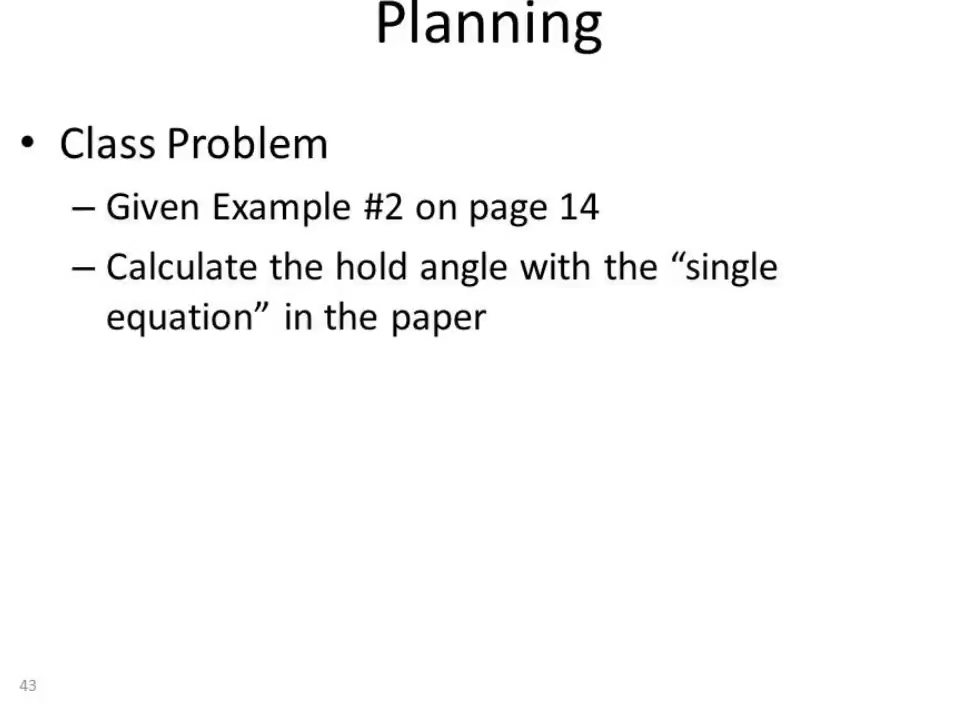 Planning
• Class Problem
– Given Example #2 on page 14
– Calculate the hold angle with the “single
equation” in the paper
43